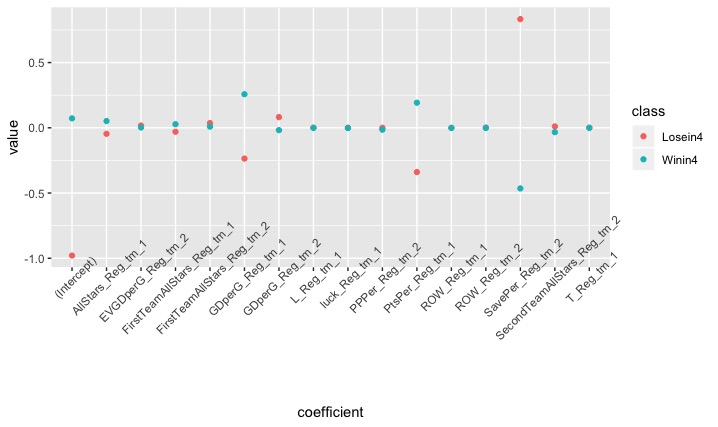 0.5
0.0
-0.5
-1.0
value
(Intercept)
AllStars_Reg_tm_1
EVGDperG_Reg_tm_2
FirstTeamAllStars_Reg_tm_1
FirstTeamAllStars_Reg_tm_2
GDperG_Reg_tm_1
GDperG_Reg_tm_2
L_Reg_tm_1
luck_Reg_tm_1
PPPer_Reg_tm_2
PtsPer_Reg_tm_1
ROW_Reg_tm_1
ROW_Reg_tm_2
SavePer_Reg_tm_2
SecondTeamAllStars_Reg_tm_2
T_Reg_tm_1
coefficient
class
Losein4
Winin4